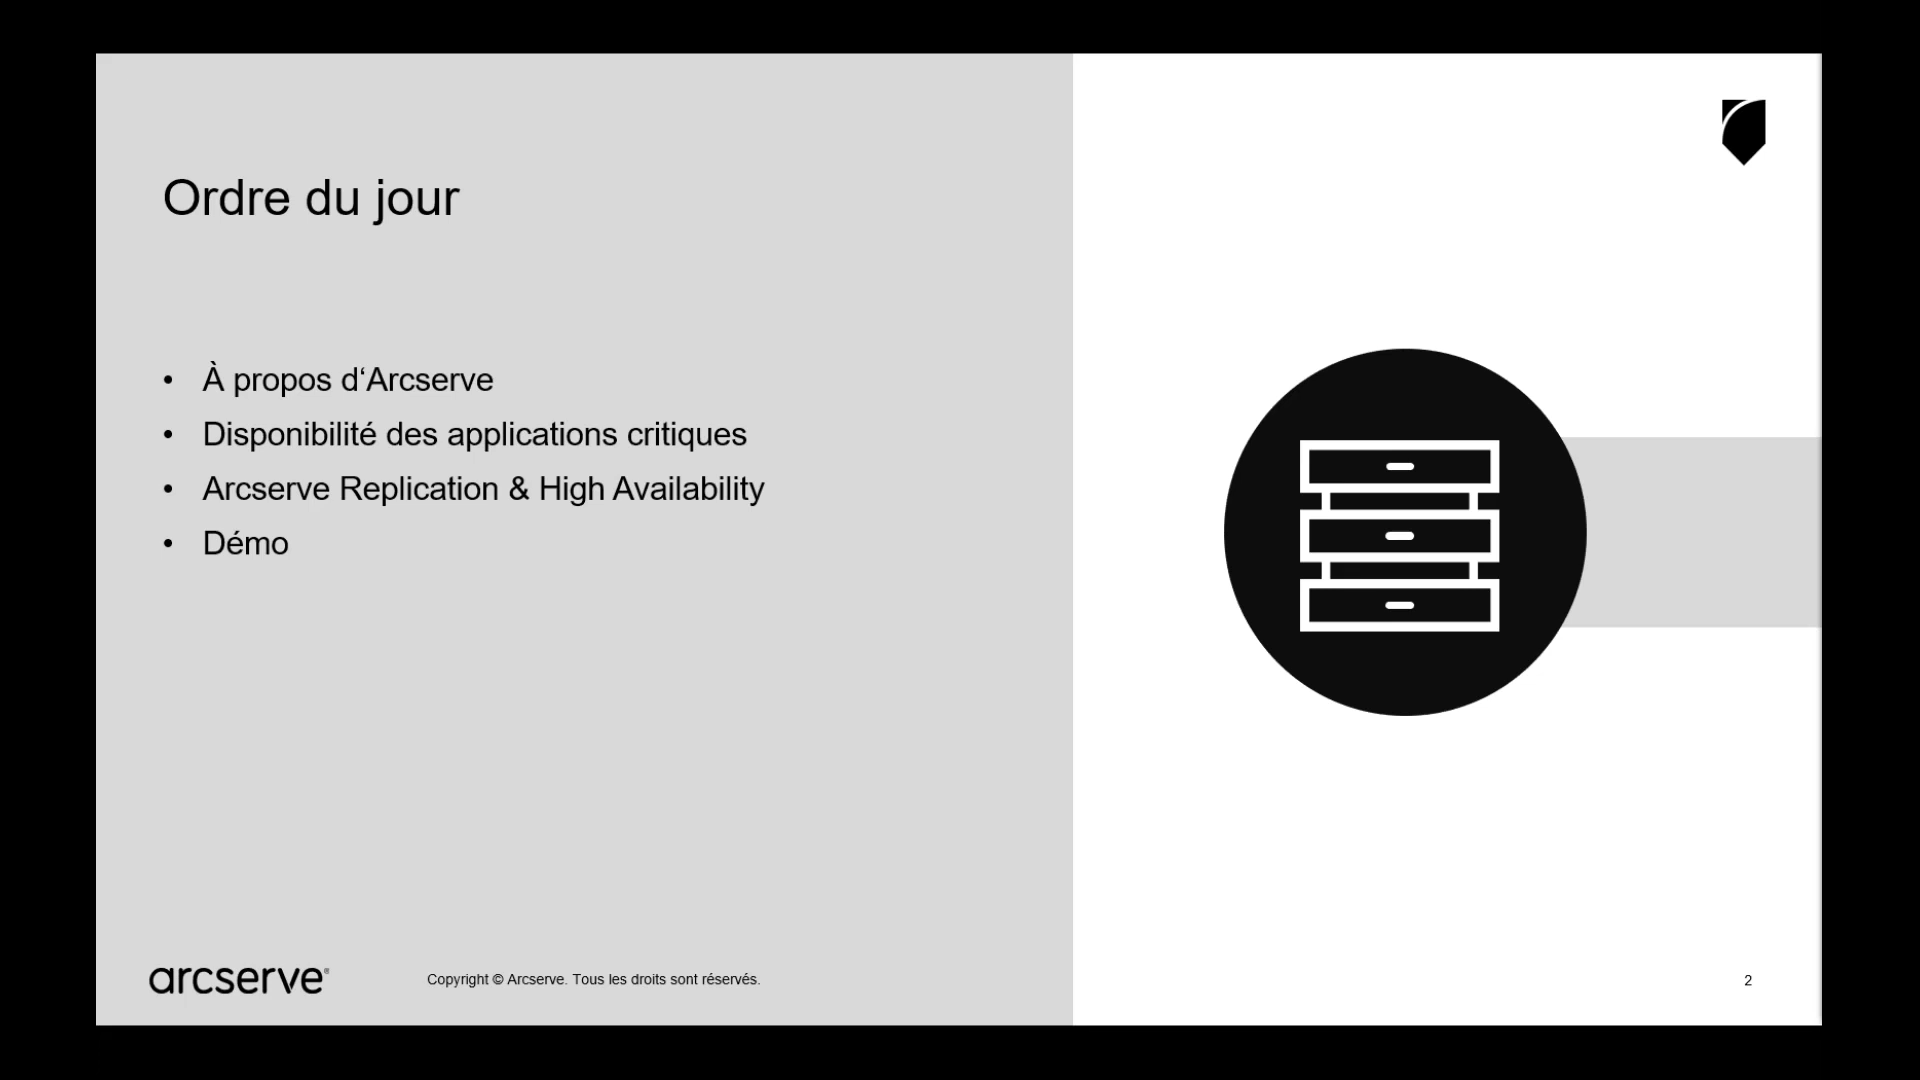 Ordre du jour
• À propos d‘Arcserve
• Disponibilité des applications critiques
• Arcserve Replication & High Availability
• Démo
arcserve®
Copyright © Arcserve. Tous les droits sont réservés.
2